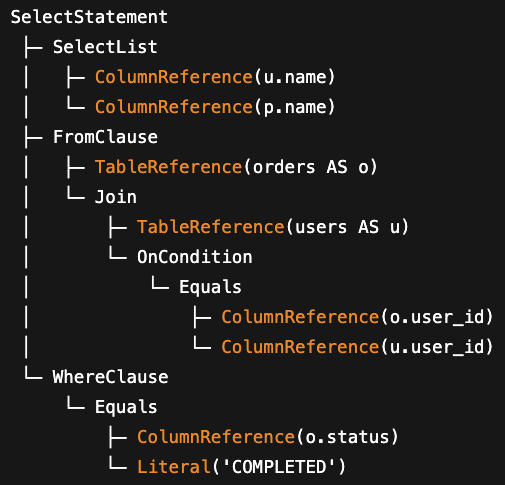 SelectStatement
├─ SelectList
│  ├─ ColumnReference(u.name)
│  └─ ColumnReference(p.name)
├─ FromClause
│  ├─ TableReference(orders AS o)
│  └─ Join
│      ├─ TableReference(users AS u)
│      └─ OnCondition
│          └─ Equals
│              ├─ ColumnReference(o.user_id)
│              └─ ColumnReference(u.user_id)
└─ WhereClause
    └─ Equals
        ├─ ColumnReference(o.status)
        └─ Literal('COMPLETED')